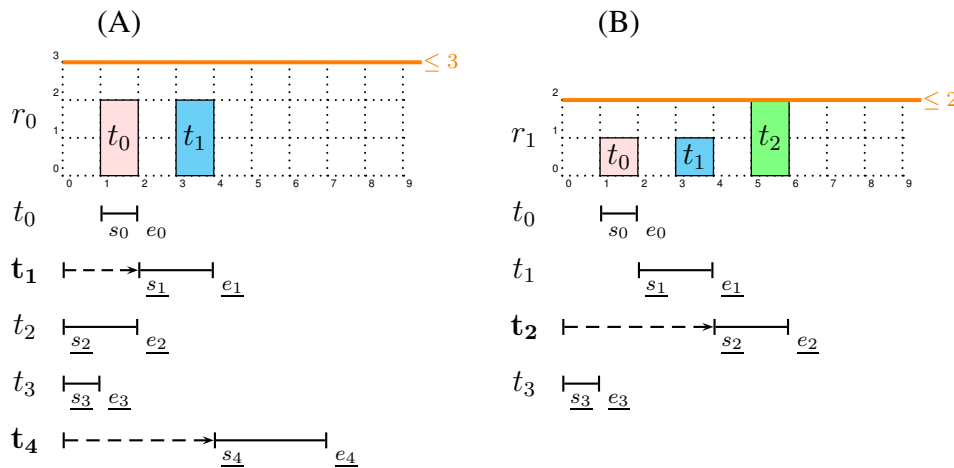 (A) (B)
≤ 3
3
2
1
0
r₀
t₀ t₁
0 1 2 3 4 5 6 7 8 9
≤ 2
2
1
0
r₁
t₀ t₁ t₂
0 1 2 3 4 5 6 7 8 9
t₀ s₀ e₀
t₁ s₁ e₁
t₂ s₂ e₂
t₃ s₃ e₃
t₄ s₄ e₄
t₀ s₀ e₀
t₁ s₁ e₁
t₂ s₂ e₂
t₃ s₃ e₃